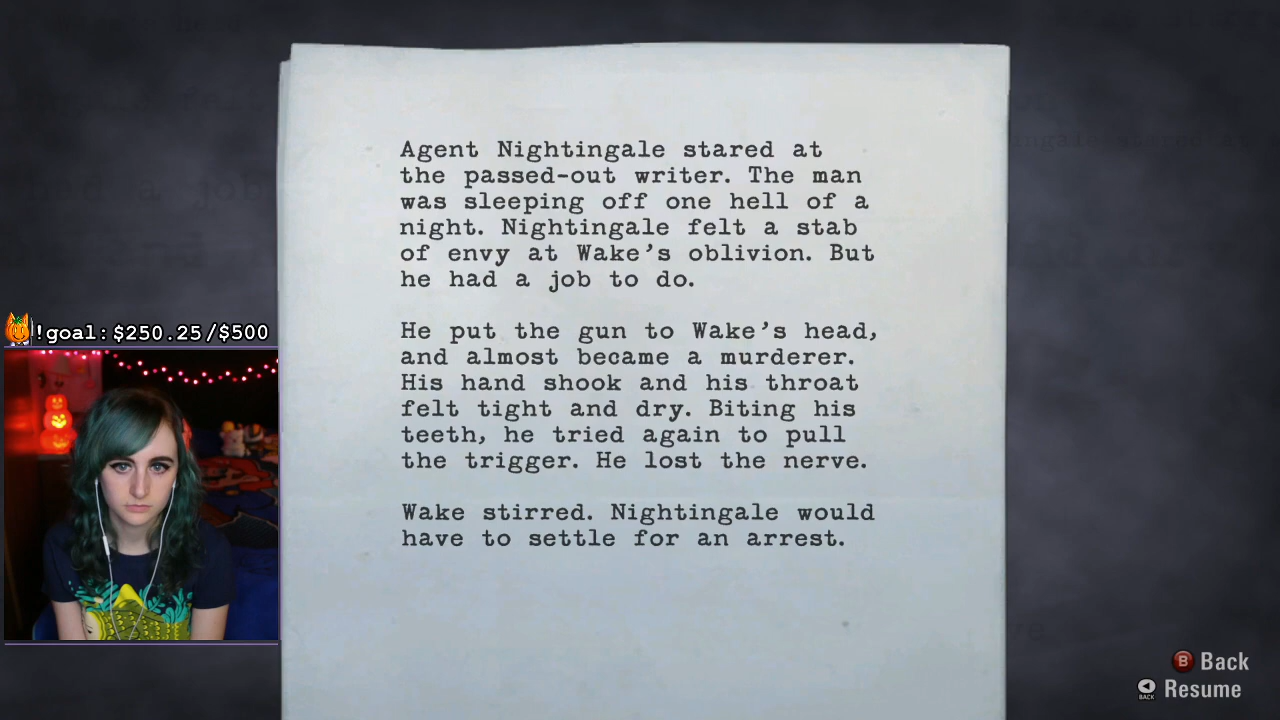 Agent Nightingale stared at
the passed-out writer. The man
was sleeping off one hell of a
night. Nightingale felt a stab
of envy at Wake's oblivion. But
he had a job to do.
He put the gun to Wake's head,
and almost became a murderer.
His hand shook and his throat
felt tight and dry. Biting his
teeth, he tried again to pull
the trigger. He lost the nerve.
Wake stirred. Nightingale would
have to settle for an arrest.
!goal: $250.25/$500
B Back
BACK Resume